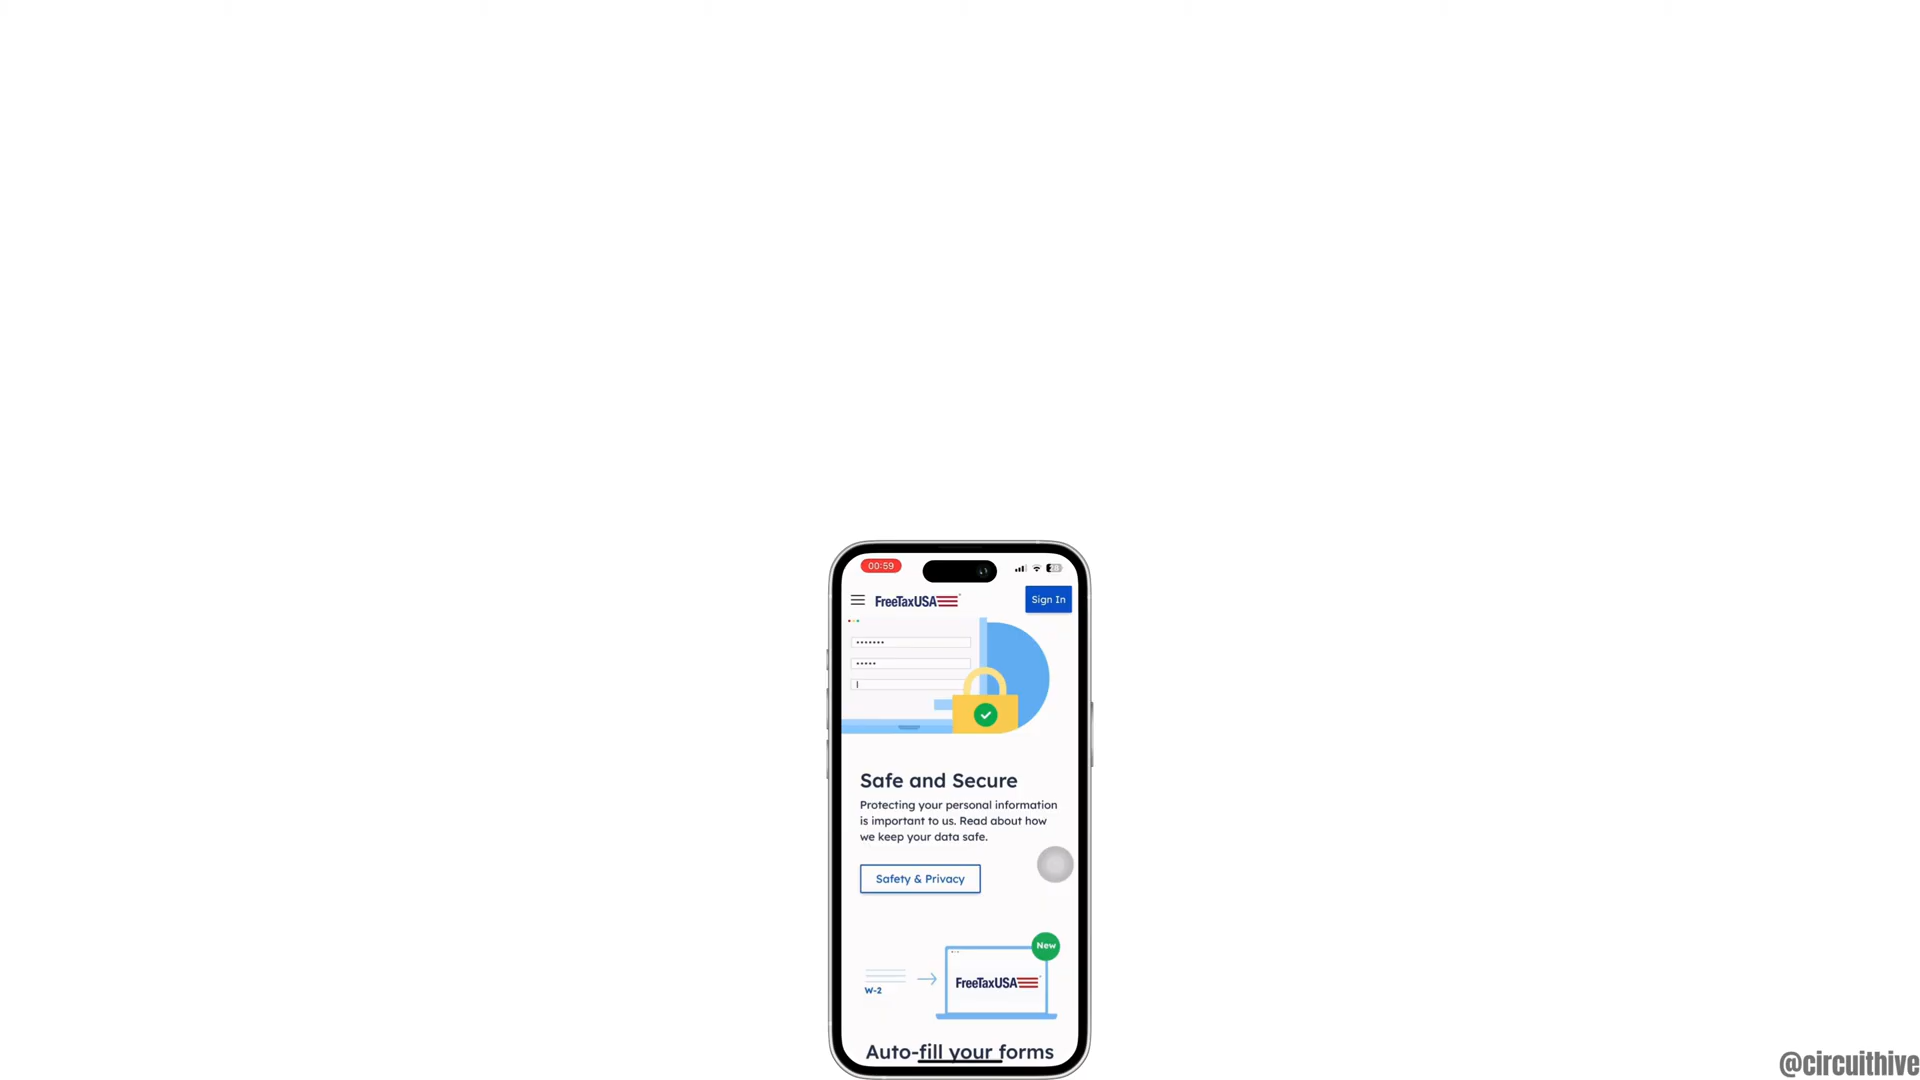 00:59
FreeTaxUSA
Sign In
Safe and Secure
Protecting your personal information
is important to us. Read about how
we keep your data safe.
Safety & Privacy
New
FreeTaxUSA
W-2
Auto-fill your forms
@circuithive